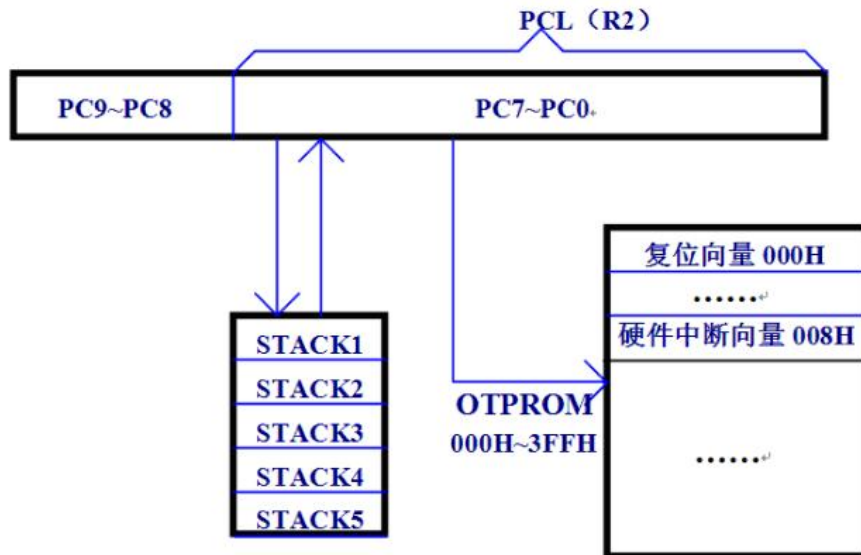 PCL（R2）
PC9~PC8
PC7~PC0↵
复位向量 000H
……↵
硬件中断向量 008H
……↵
STACK1
STACK2
STACK3
STACK4
STACK5
OTPROM
000H~3FFH